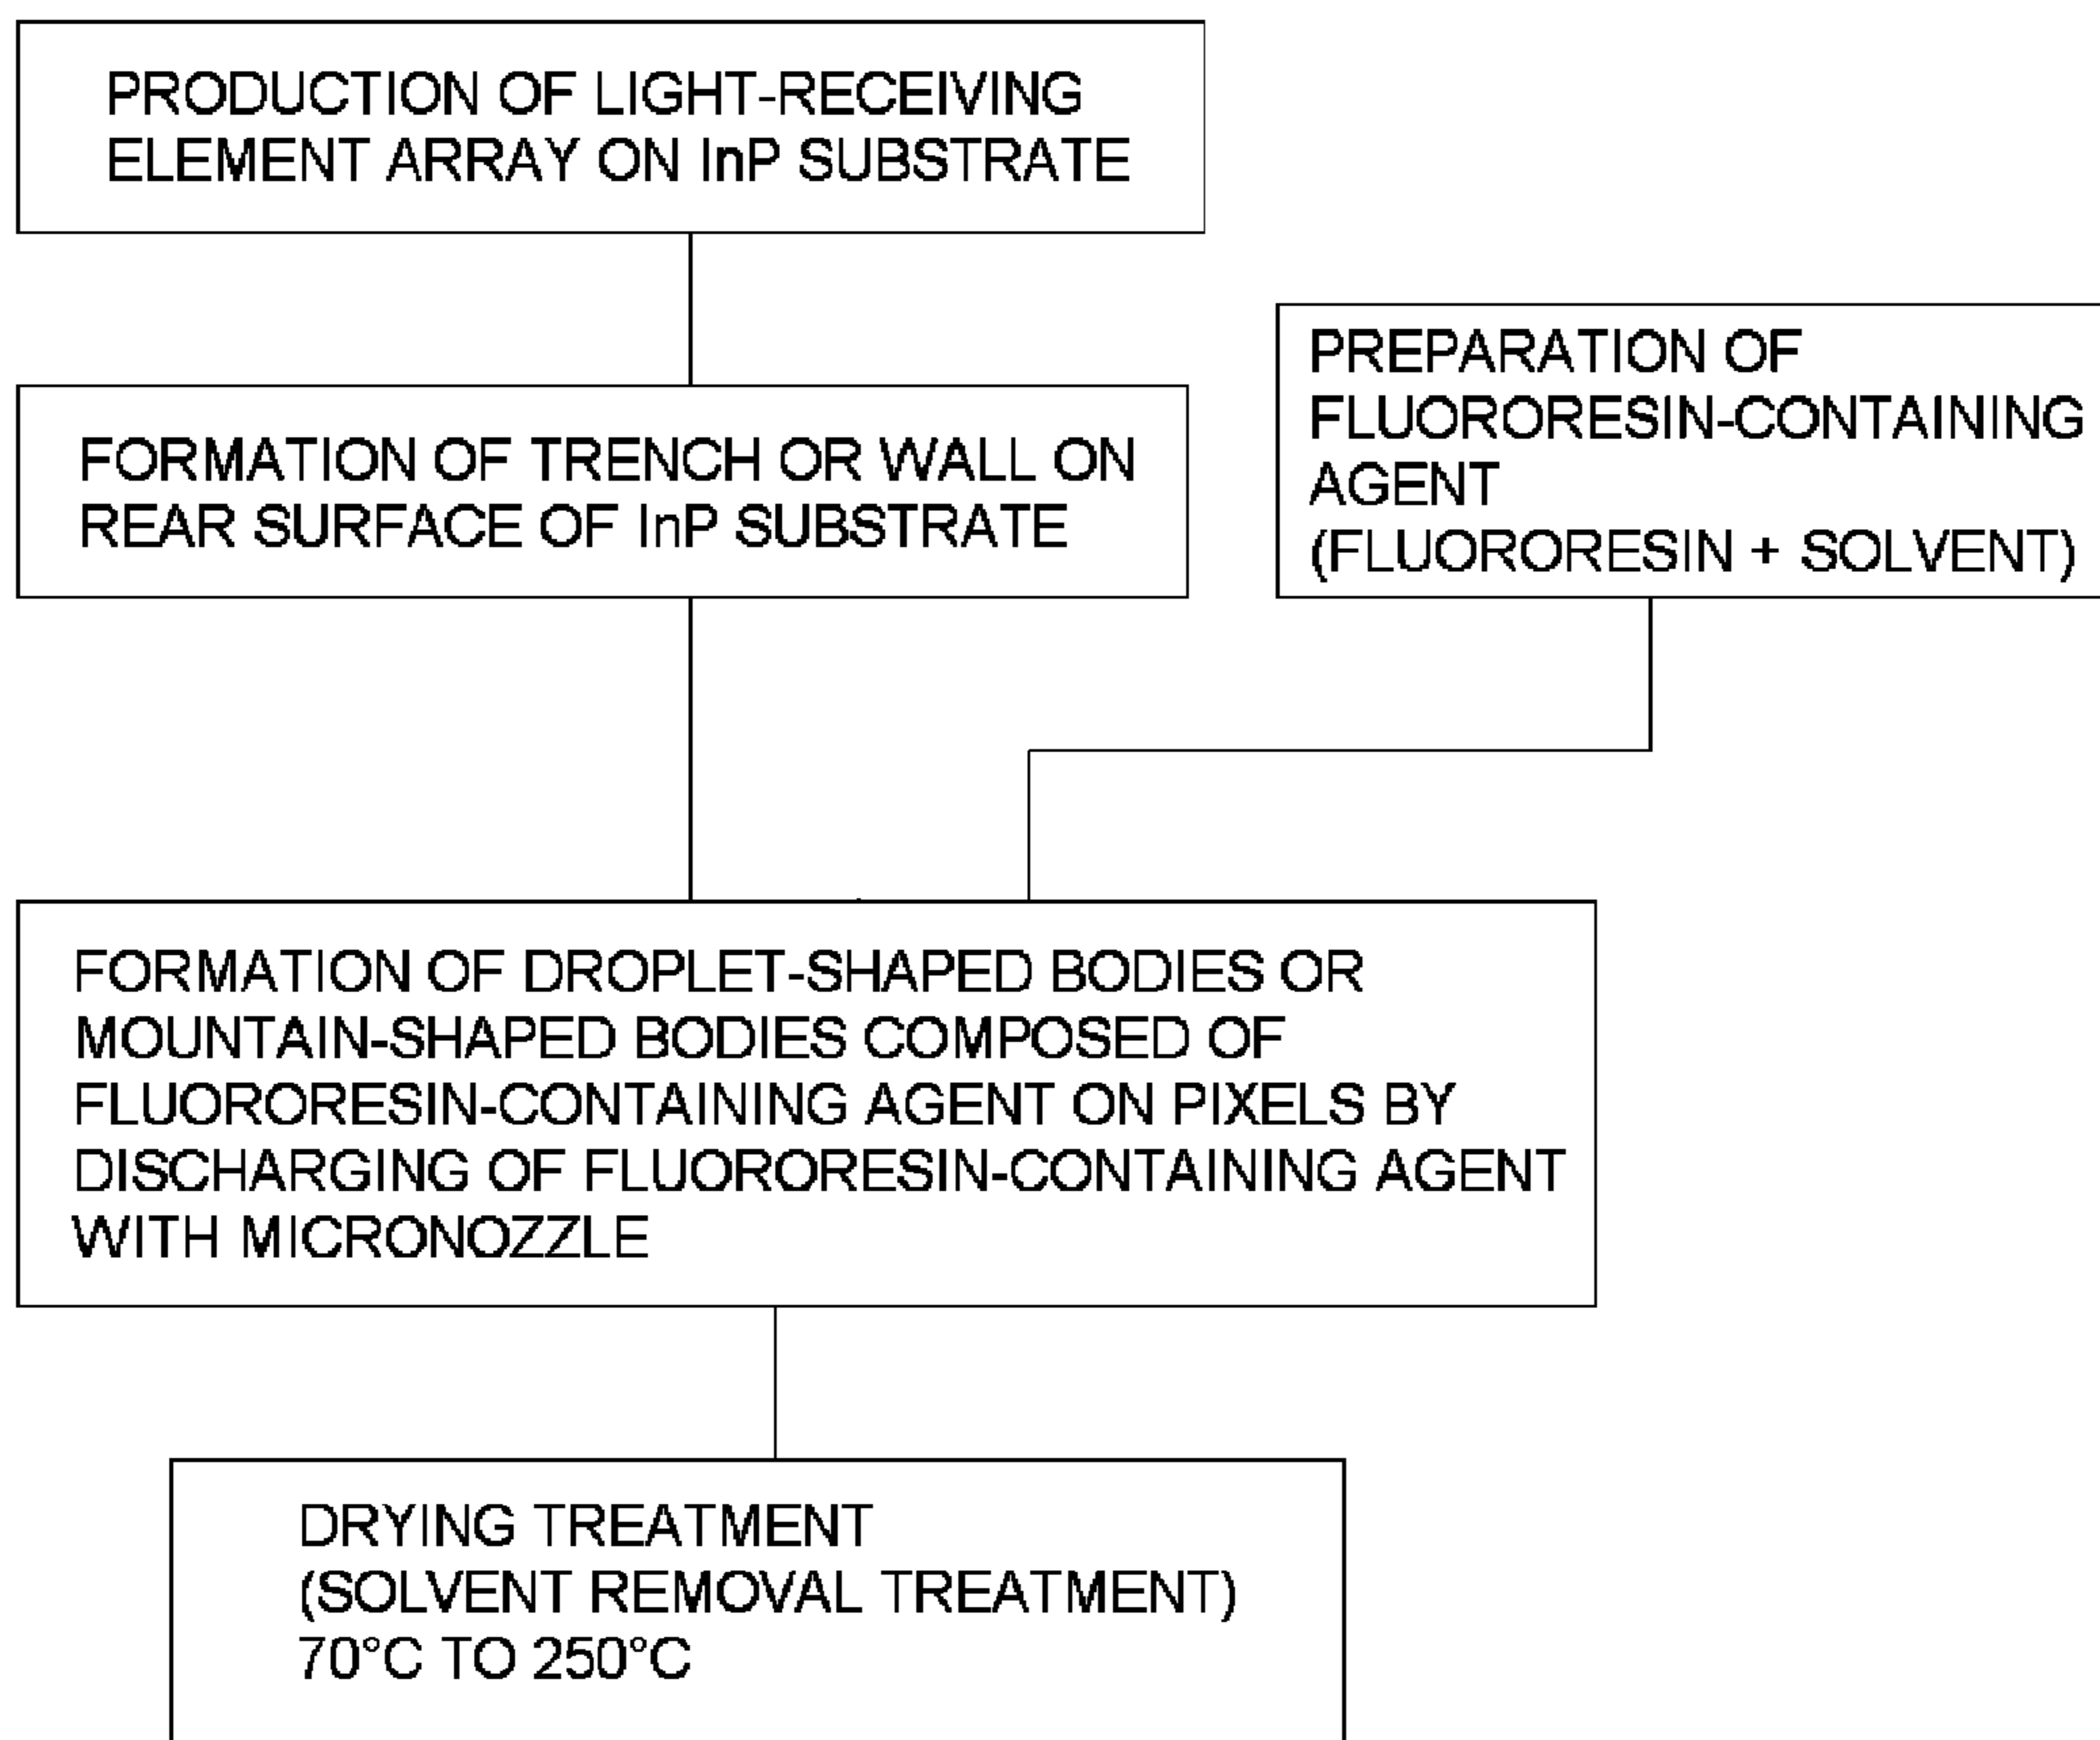 PRODUCTION OF LIGHT-RECEIVING
ELEMENT ARRAY ON InP SUBSTRATE
FORMATION OF TRENCH OR WALL ON
REAR SURFACE OF InP SUBSTRATE
PREPARATION OF
FLUORORESIN-CONTAINING
AGENT
(FLUORORESIN + SOLVENT)
FORMATION OF DROPLET-SHAPED BODIES OR
MOUNTAIN-SHAPED BODIES COMPOSED OF
FLUORORESIN-CONTAINING AGENT ON PIXELS BY
DISCHARGING OF FLUORORESIN-CONTAINING AGENT
WITH MICRONOZZLE
DRYING TREATMENT
(SOLVENT REMOVAL TREATMENT)
70°C TO 250°C